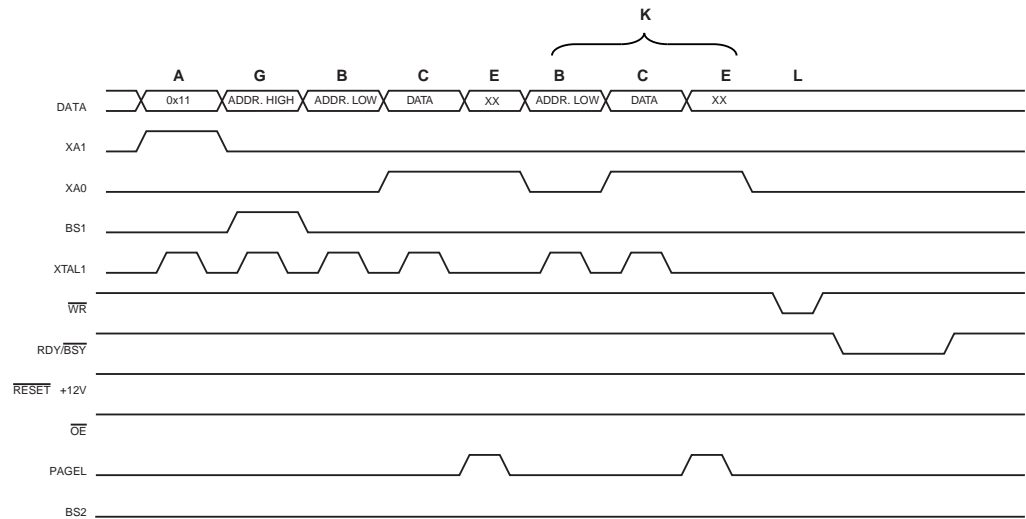 K
A G B C E B C E L
DATA 0x11 ADDR. HIGH ADDR. LOW DATA XX ADDR. LOW DATA XX
XA1
XA0
BS1
XTAL1
WR
RDY/BSY
RESET +12V
OE
PAGEL
BS2